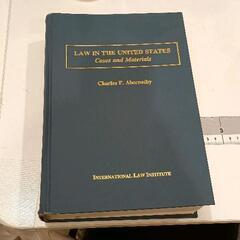 LAW IN THE UNITED STATES
Cases and Materials
Charles F. Abernathy
INTERNATIONAL LAW INSTITUTE